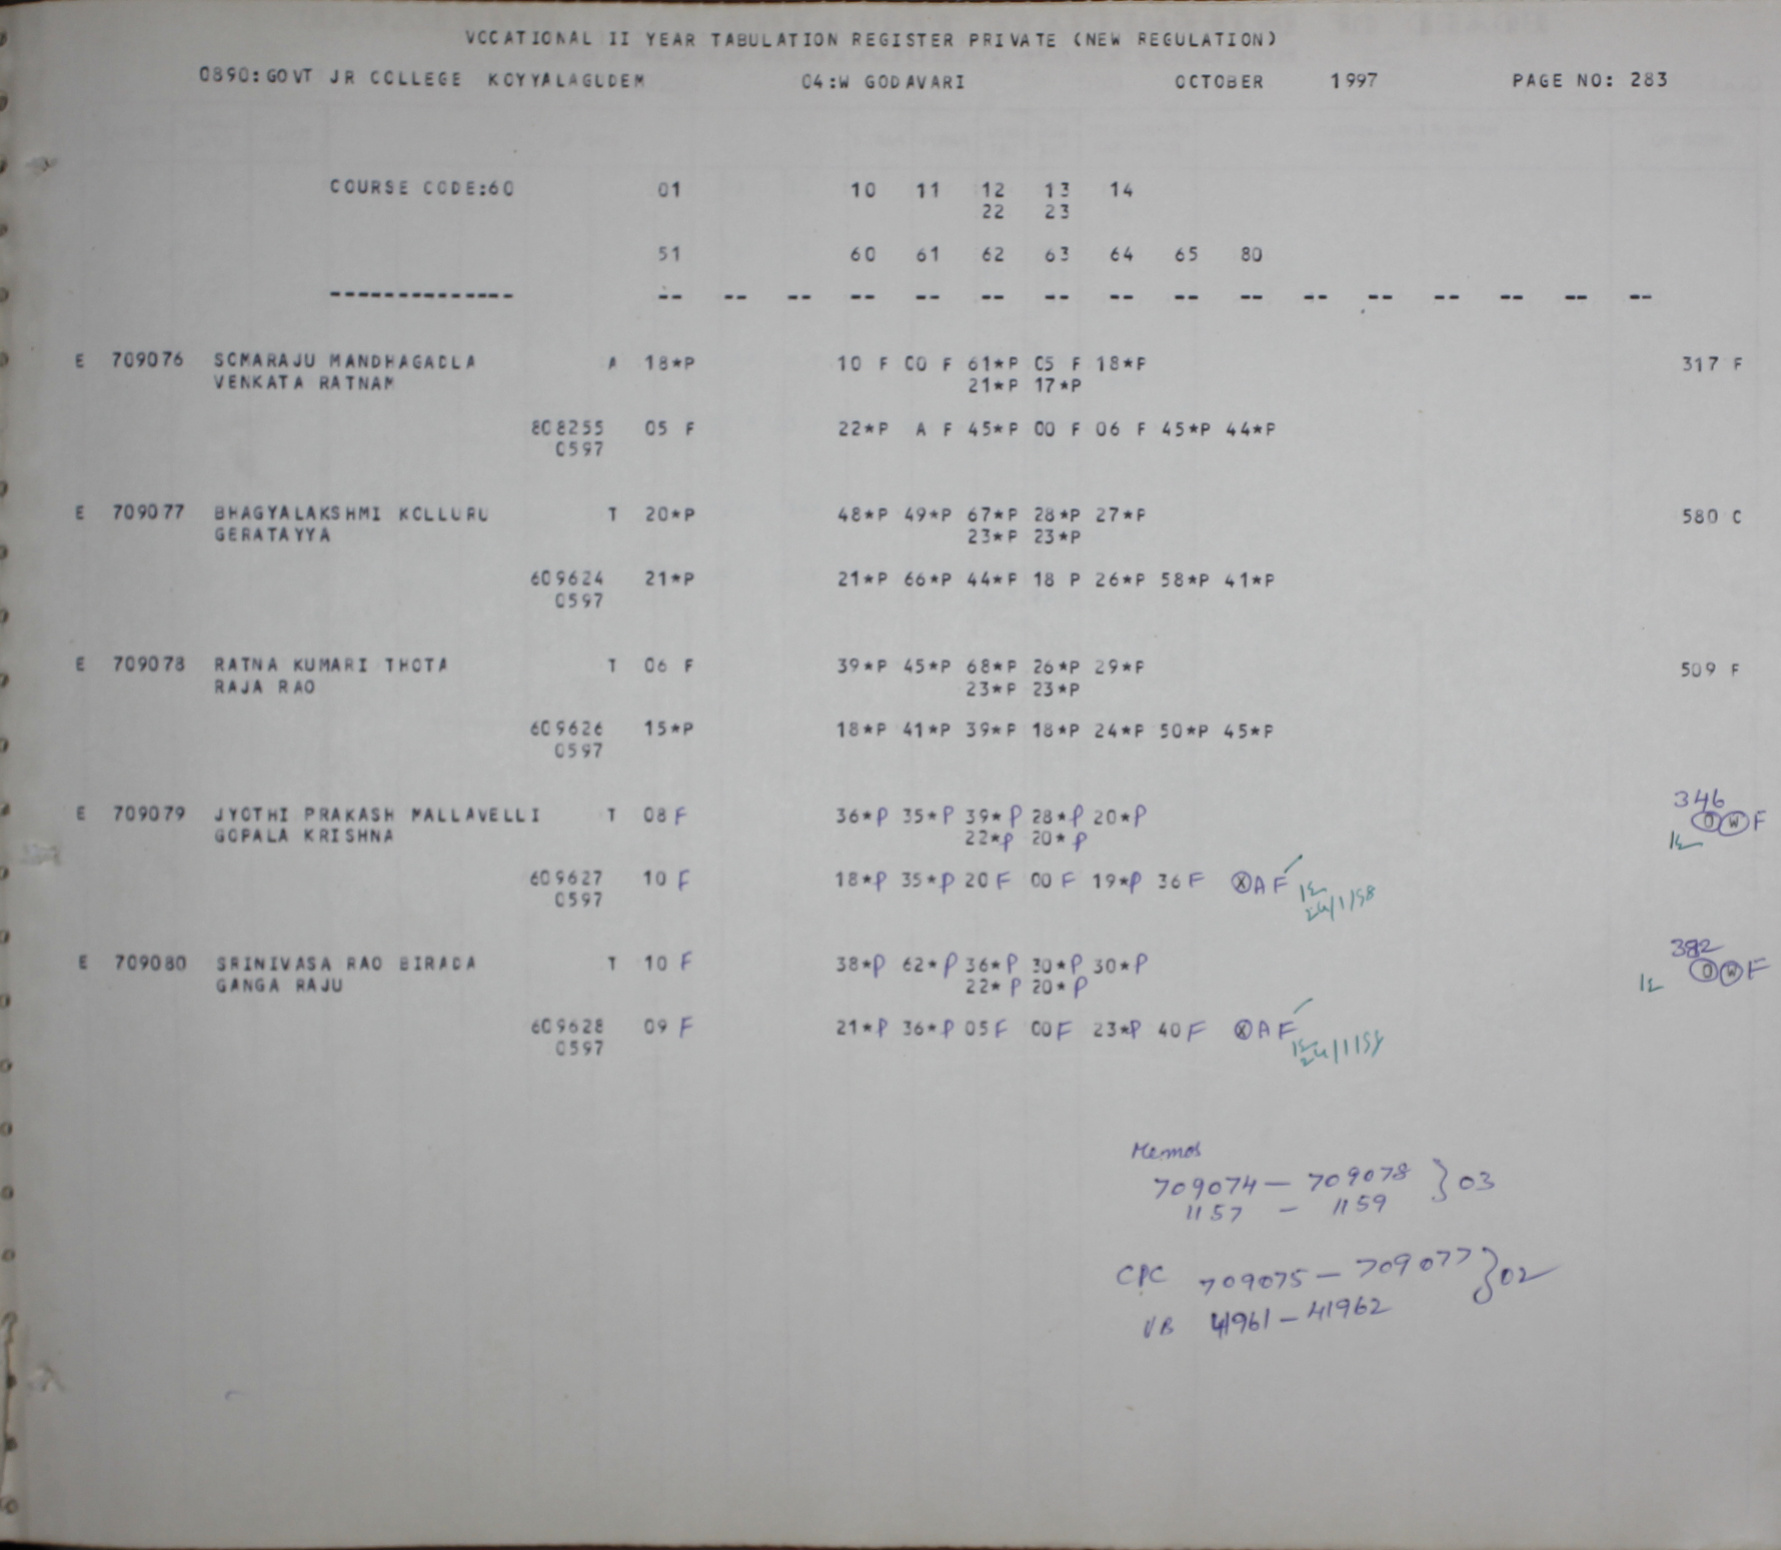 VOCATIONAL II YEAR TABULATION REGISTER PRIVATE (NEW REGULATION)
0890:GOVT JR COLLEGE KOYYALAGUDEM 04:W GODAVARI OCTOBER 1997 PAGE NO: 283
COURSE CODE:60 01 10 11 12 13 14
22 23
51 60 61 62 63 64 65 80
-------------- -- -- -- -- -- -- -- -- -- -- -- -- -- -- -- --
E 709076 SOMARAJU MANDHAGADLA A 18*P 10 F 00 F 61*P 05 F 18*P 317 F
VENKATA RATNAM 21*P 17*P
808255 05 F 22*P A F 45*P 00 F 06 F 45*P 44*P
0597
E 709077 BHAGYALAKSHMI KOLLURU T 20*P 48*P 49*P 67*P 28*P 27*P 580 C
GERATAYYA 23*P 23*P
609624 21*P 21*P 66*P 44*P 18 P 26*P 58*P 41*P
0597
E 709078 RATNA KUMARI THOTA T 06 F 39*P 45*P 68*P 26*P 29*P 509 F
RAJA RAO 23*P 23*P
609626 15*P 18*P 41*P 39*P 18*P 24*P 50*P 45*P
0597
346
E 709079 JYOTHI PRAKASH MALLAVELLI T 08 F 36*P 35*P 39*P 28*P 20*P O W F
GOPALA KRISHNA 22*P 20*P
609627 10 F 18*P 35*P 20 F 00 F 19*P 36 F X A F
0597 24/1/98
382
E 709080 SRINIVASA RAO BIRADA T 10 F 38*P 62*P 36*P 30*P 30*P O W F
GANGA RAJU 22*P 20*P
609628 09 F 21*P 36*P 05 F 00 F 23*P 40 F X A F
0597 24/1/98
Memos
709074 - 709078 } 03
1157 - 1159
CPC 709075 - 709077 } 02
VB 41961 - 41962